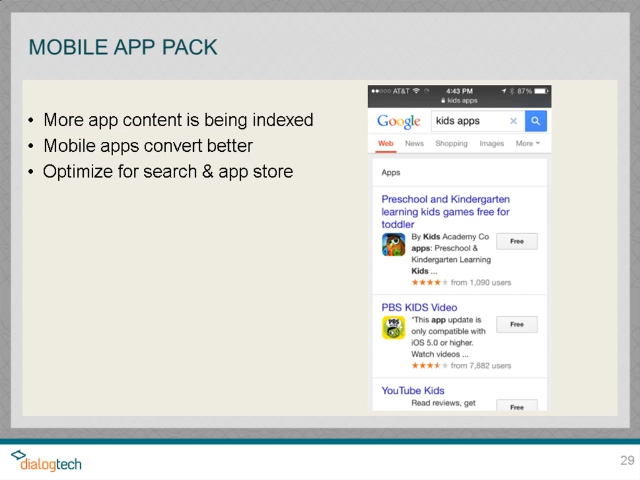 MOBILE APP PACK
• More app content is being indexed
• Mobile apps convert better
• Optimize for search & app store
AT&T 4:43 PM 87%
kids apps
Google kids apps
Web News Shopping Images More
Apps
Preschool and Kindergarten
learning kids games free for
toddler
By Kids Academy Co
apps: Preschool &
Kindergarten Learning
Kids ...
Free
from 1,090 users
PBS KIDS Video
"This app update is
only compatible with
iOS 5.0 or higher.
Watch videos ...
Free
from 7,882 users
YouTube Kids
Read reviews, get
Free
dialogtech
29